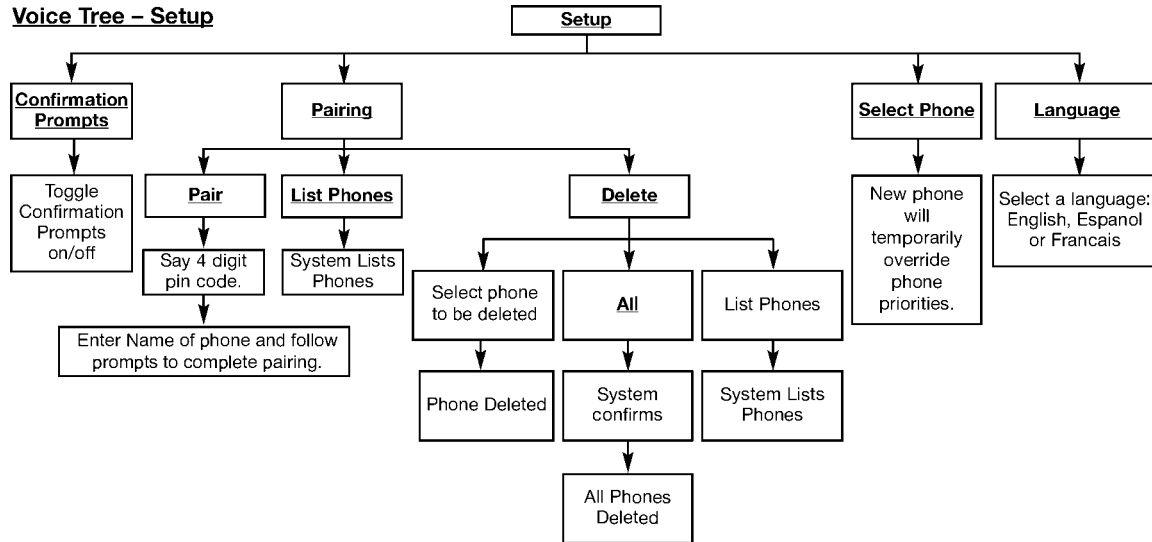 Voice Tree – Setup
Setup
Confirmation
Prompts
Pairing
Select Phone
Language
Toggle
Confirmation
Prompts
on/off
Pair
List Phones
Delete
New phone
will
temporarily
override
phone
priorities.
Select a language:
English, Espanol
or Francais
Say 4 digit
pin code.
System Lists
Phones
Select phone
to be deleted
All
List Phones
Enter Name of phone and follow
prompts to complete pairing.
Phone Deleted
System
confirms
System Lists
Phones
All Phones
Deleted